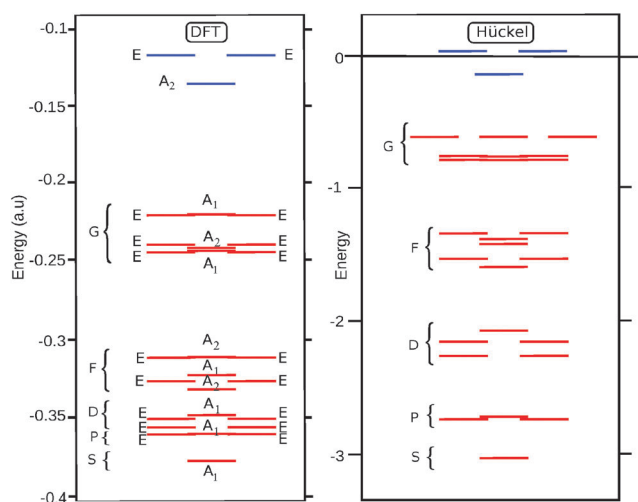 DFT
Energy (a.u)
-0.1
-0.15
-0.2
-0.25
-0.3
-0.35
-0.4
E E
A₂
G
A₁
E E
E A₂ E
E A₁ E
F
A₂
E E
A₁
E A₂ E
D
A₁
E E
E A₁ E
P
E E
S
A₁
Hückel
Energy
0
-1
-2
-3
G
F
D
P
S